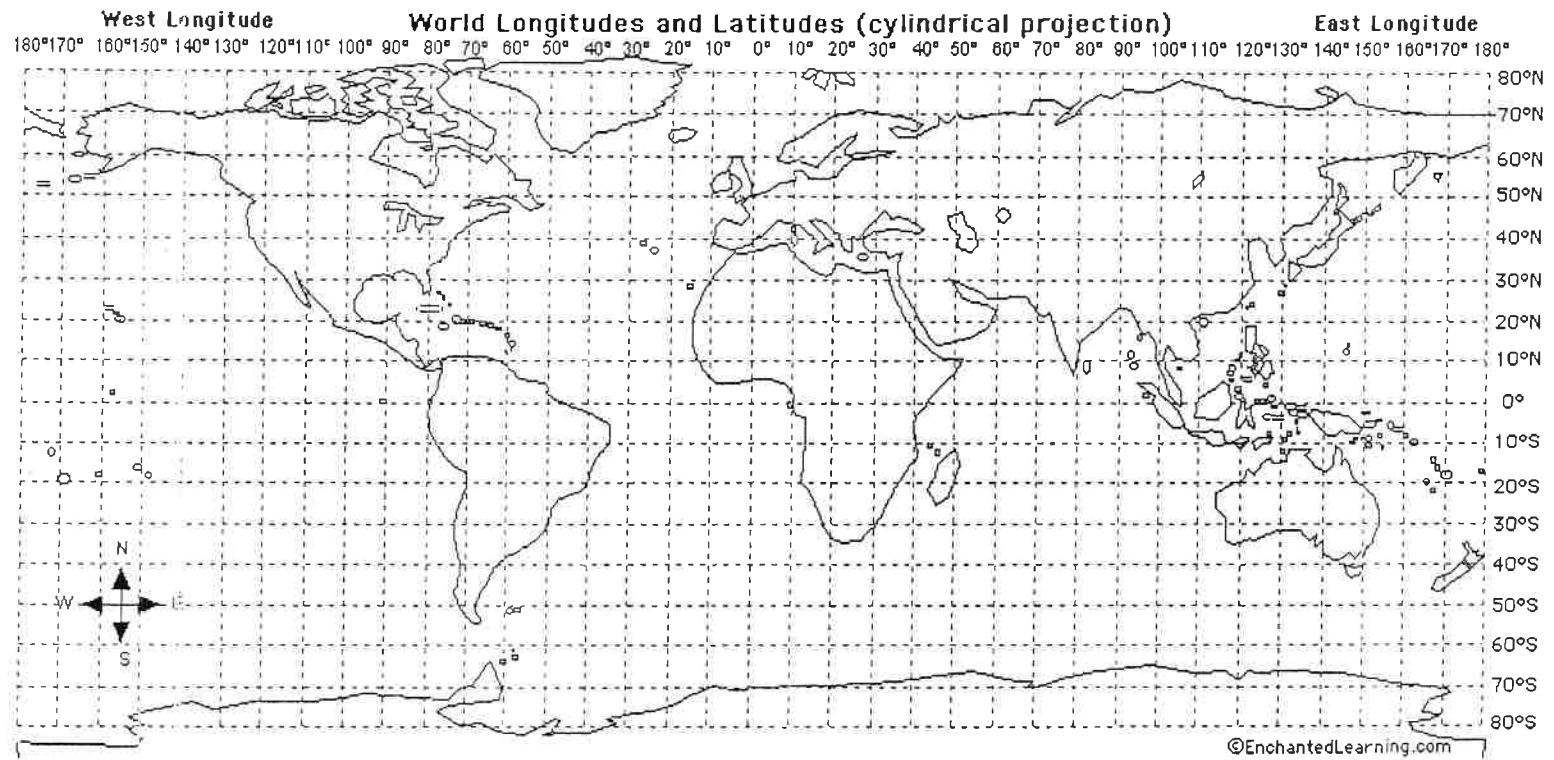 West Longitude World Longitudes and Latitudes (cylindrical projection) East Longitude
180° 170° 160° 150° 140° 130° 120° 110° 100° 90° 80° 70° 60° 50° 40° 30° 20° 10° 0° 10° 20° 30° 40° 50° 60° 70° 80° 90° 100° 110° 120° 130° 140° 150° 160° 170° 180°
80°N
70°N
60°N
50°N
40°N
30°N
20°N
10°N
0°
10°S
20°S
30°S
N
40°S
W E 50°S
60°S
S
70°S
80°S
©EnchantedLearning.com